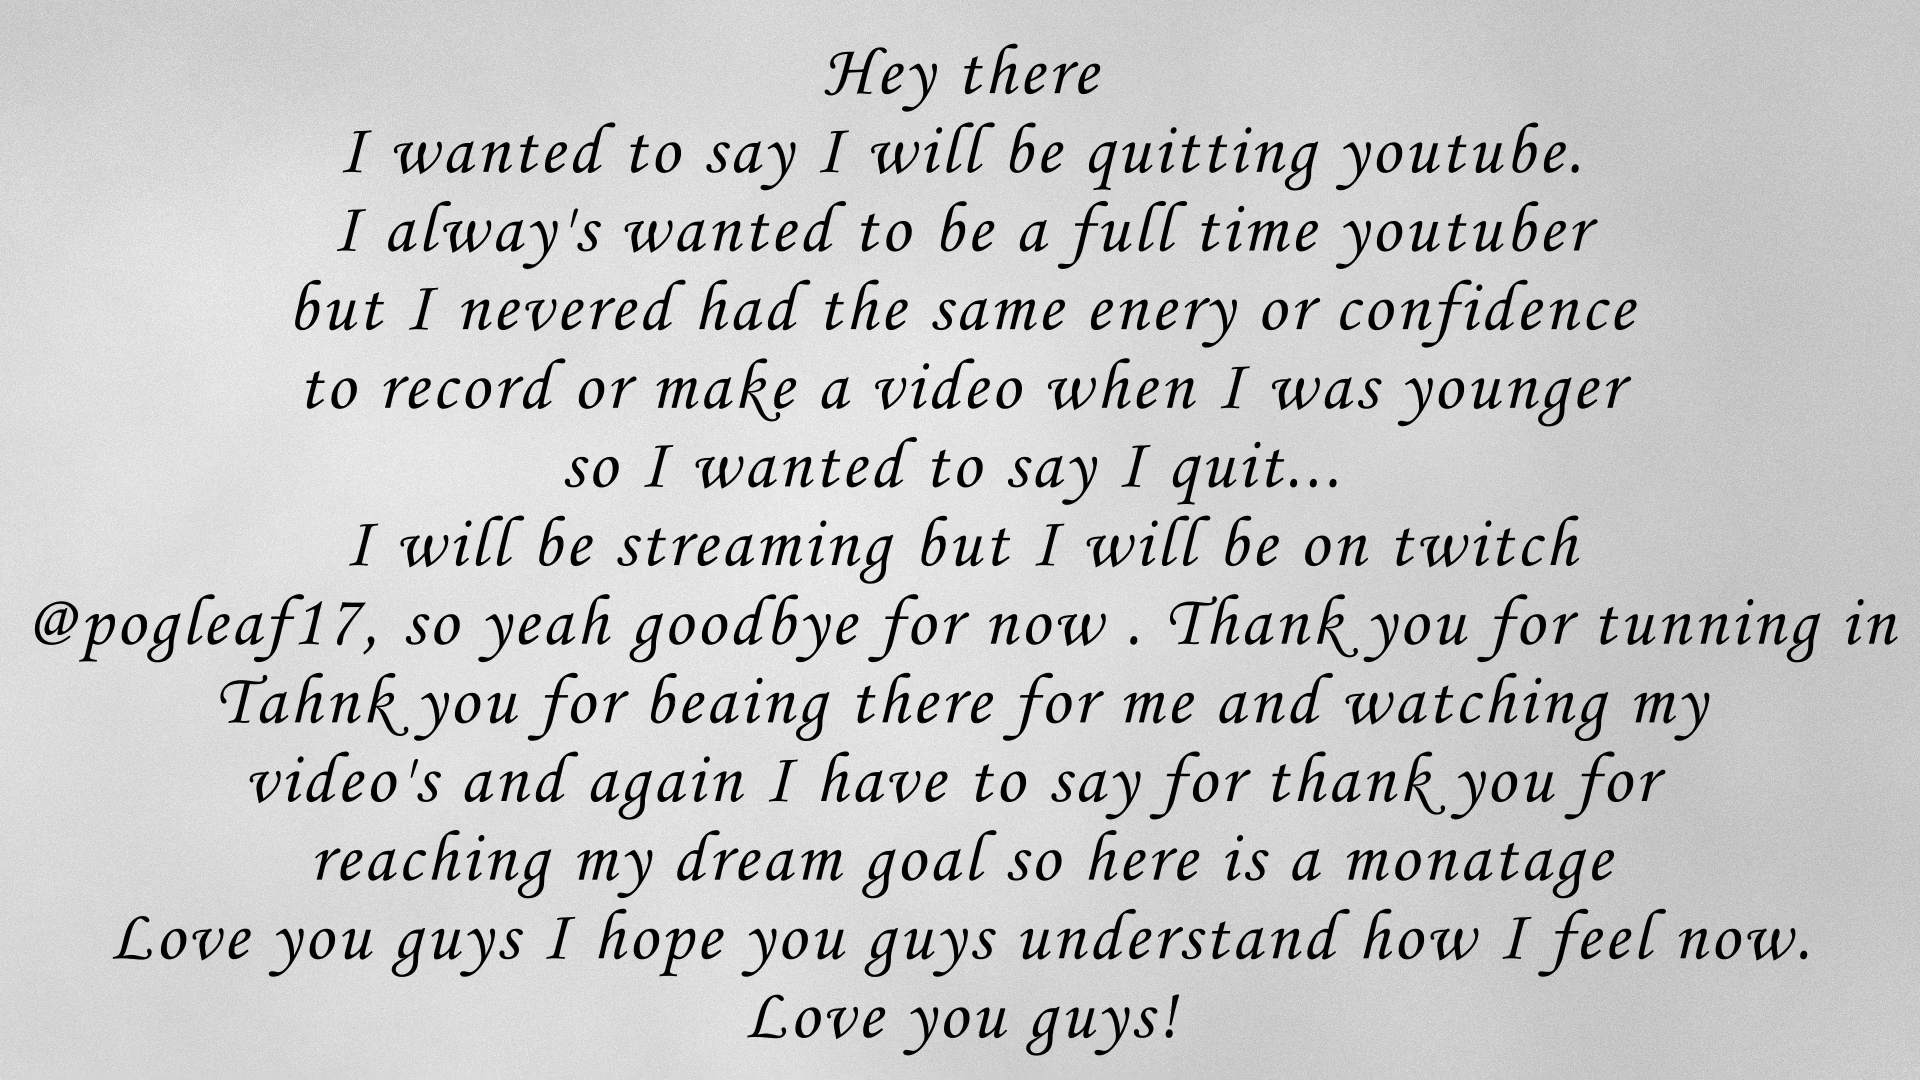 Hey there
I wanted to say I will be quitting youtube.
I alway's wanted to be a full time youtuber
but I nevered had the same enery or confidence
to record or make a video when I was younger
so I wanted to say I quit...
I will be streaming but I will be on twitch
@pogleaf17, so yeah goodbye for now . Thank you for tunning in
Tahnk you for beaing there for me and watching my
video's and again I have to say for thank you for
reaching my dream goal so here is a monatage
Love you guys I hope you guys understand how I feel now.
Love you guys!